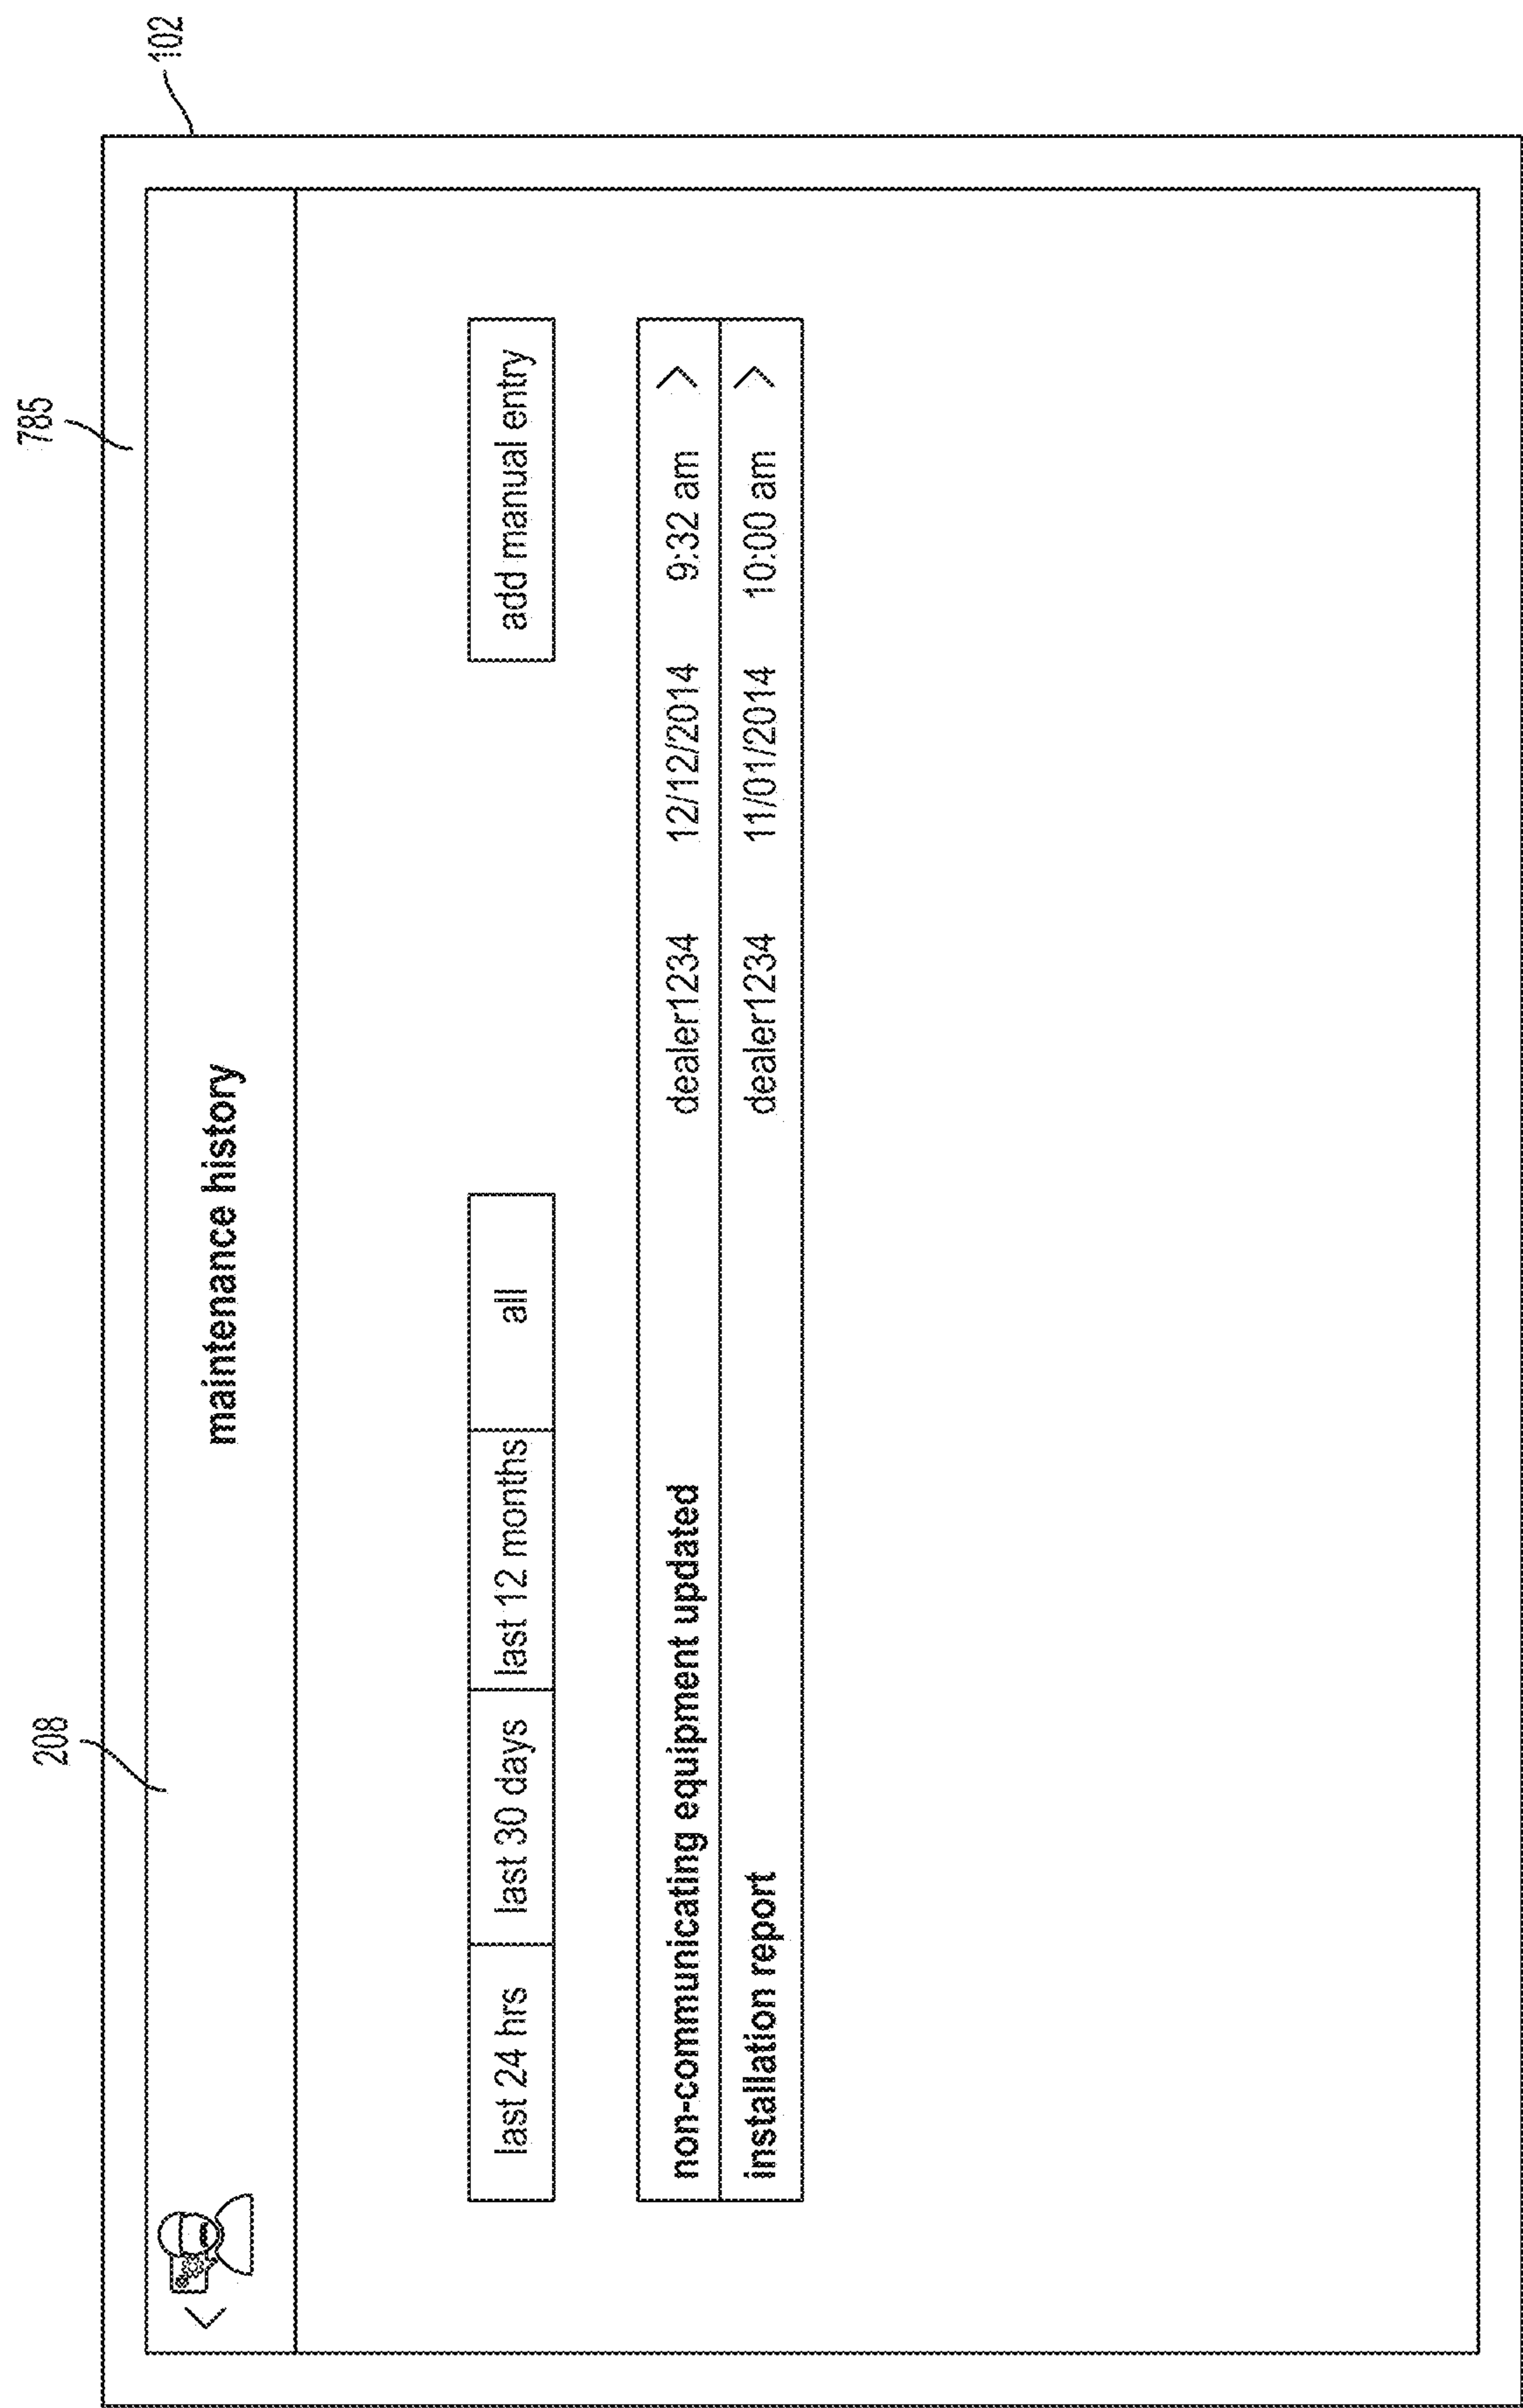 208
785
102
< maintenance history
last 24 hrs last 30 days last 12 months all add manual entry
non-communicating equipment updated dealer1234 12/12/2014 9:32 am >
installation report dealer1234 11/01/2014 10:00 am >